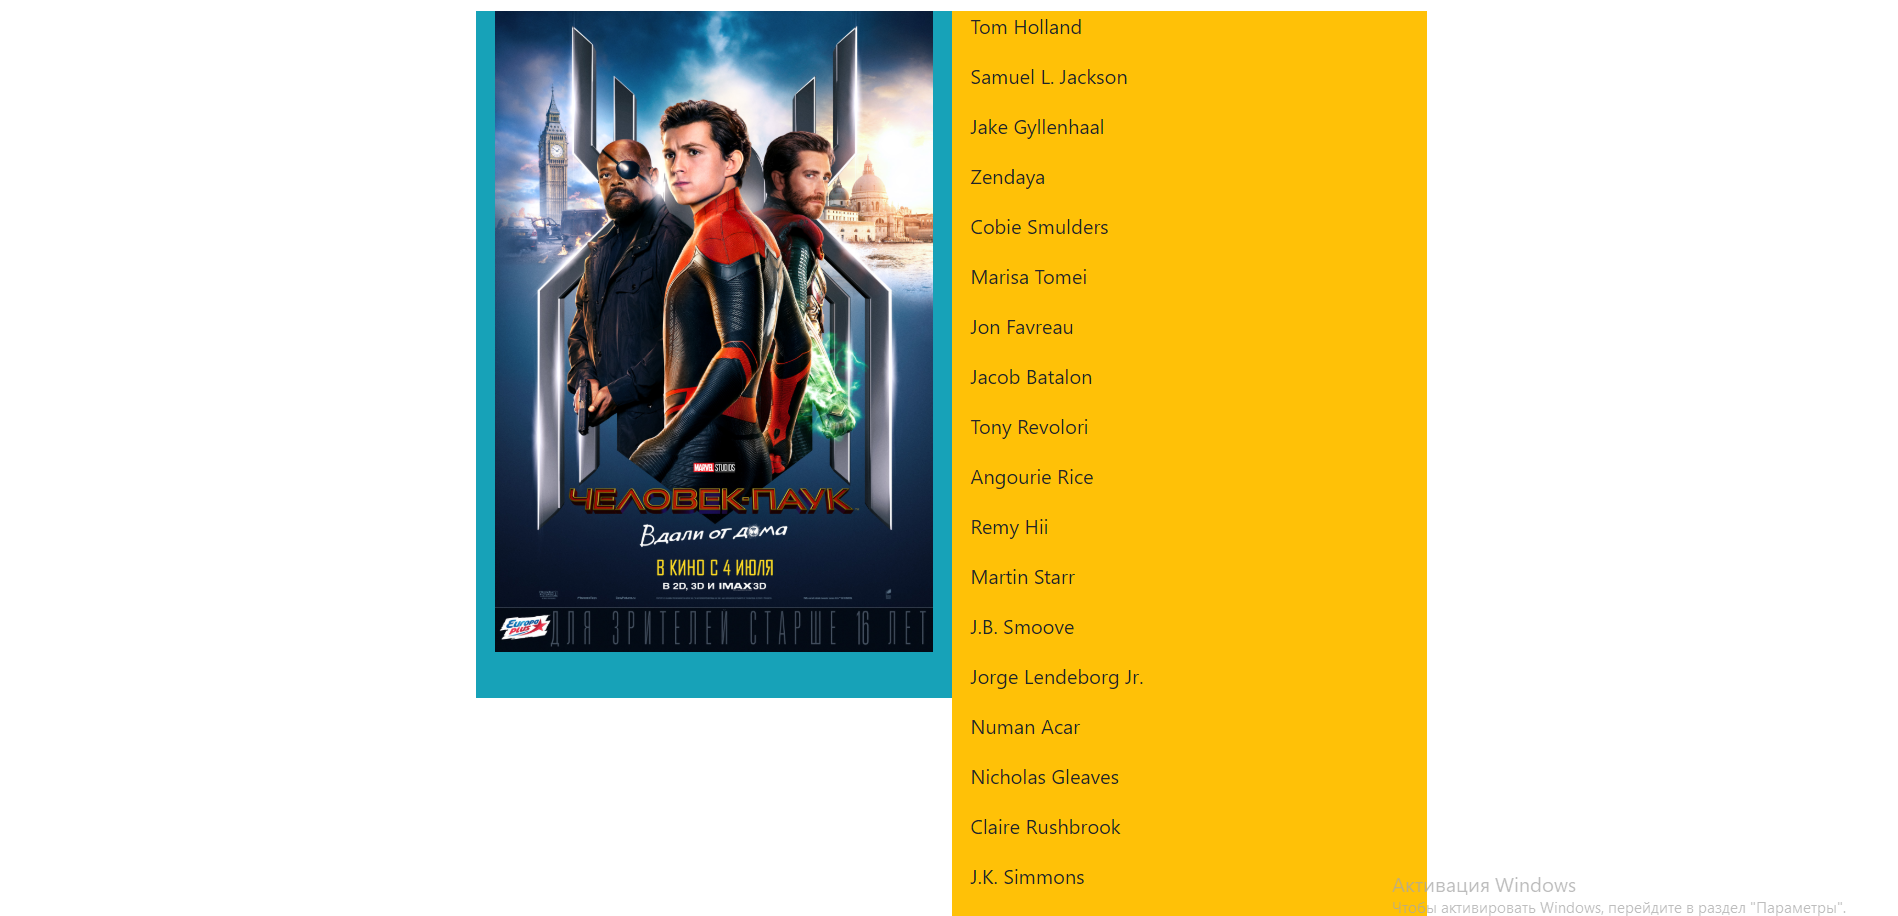 MARVEL STUDIOS
ЧЕЛОВЕК-ПАУК
Вдали от дома
В КИНО С 4 ИЮЛЯ
В 2D, 3D И IMAX 3D
Europa PLUS
ДЛЯ ЗРИТЕЛЕЙ СТАРШЕ 16 ЛЕТ
Tom Holland
Samuel L. Jackson
Jake Gyllenhaal
Zendaya
Cobie Smulders
Marisa Tomei
Jon Favreau
Jacob Batalon
Tony Revolori
Angourie Rice
Remy Hii
Martin Starr
J.B. Smoove
Jorge Lendeborg Jr.
Numan Acar
Nicholas Gleaves
Claire Rushbrook
J.K. Simmons
Активация Windows
Чтобы активировать Windows, перейдите в раздел "Параметры".